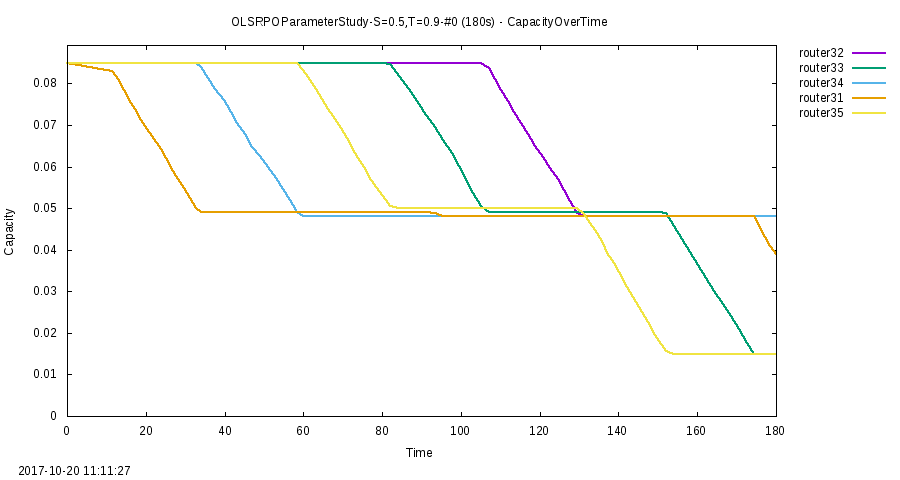 OLSRPOParameterStudy-S=0.5,T=0.9-#0 (180s) - CapacityOverTime
router32
router33
router34
router31
router35
0.08
0.07
0.06
0.05
0.04
0.03
0.02
0.01
0
Capacity
0 20 40 60 80 100 120 140 160 180
Time
2017-10-20 11:11:27